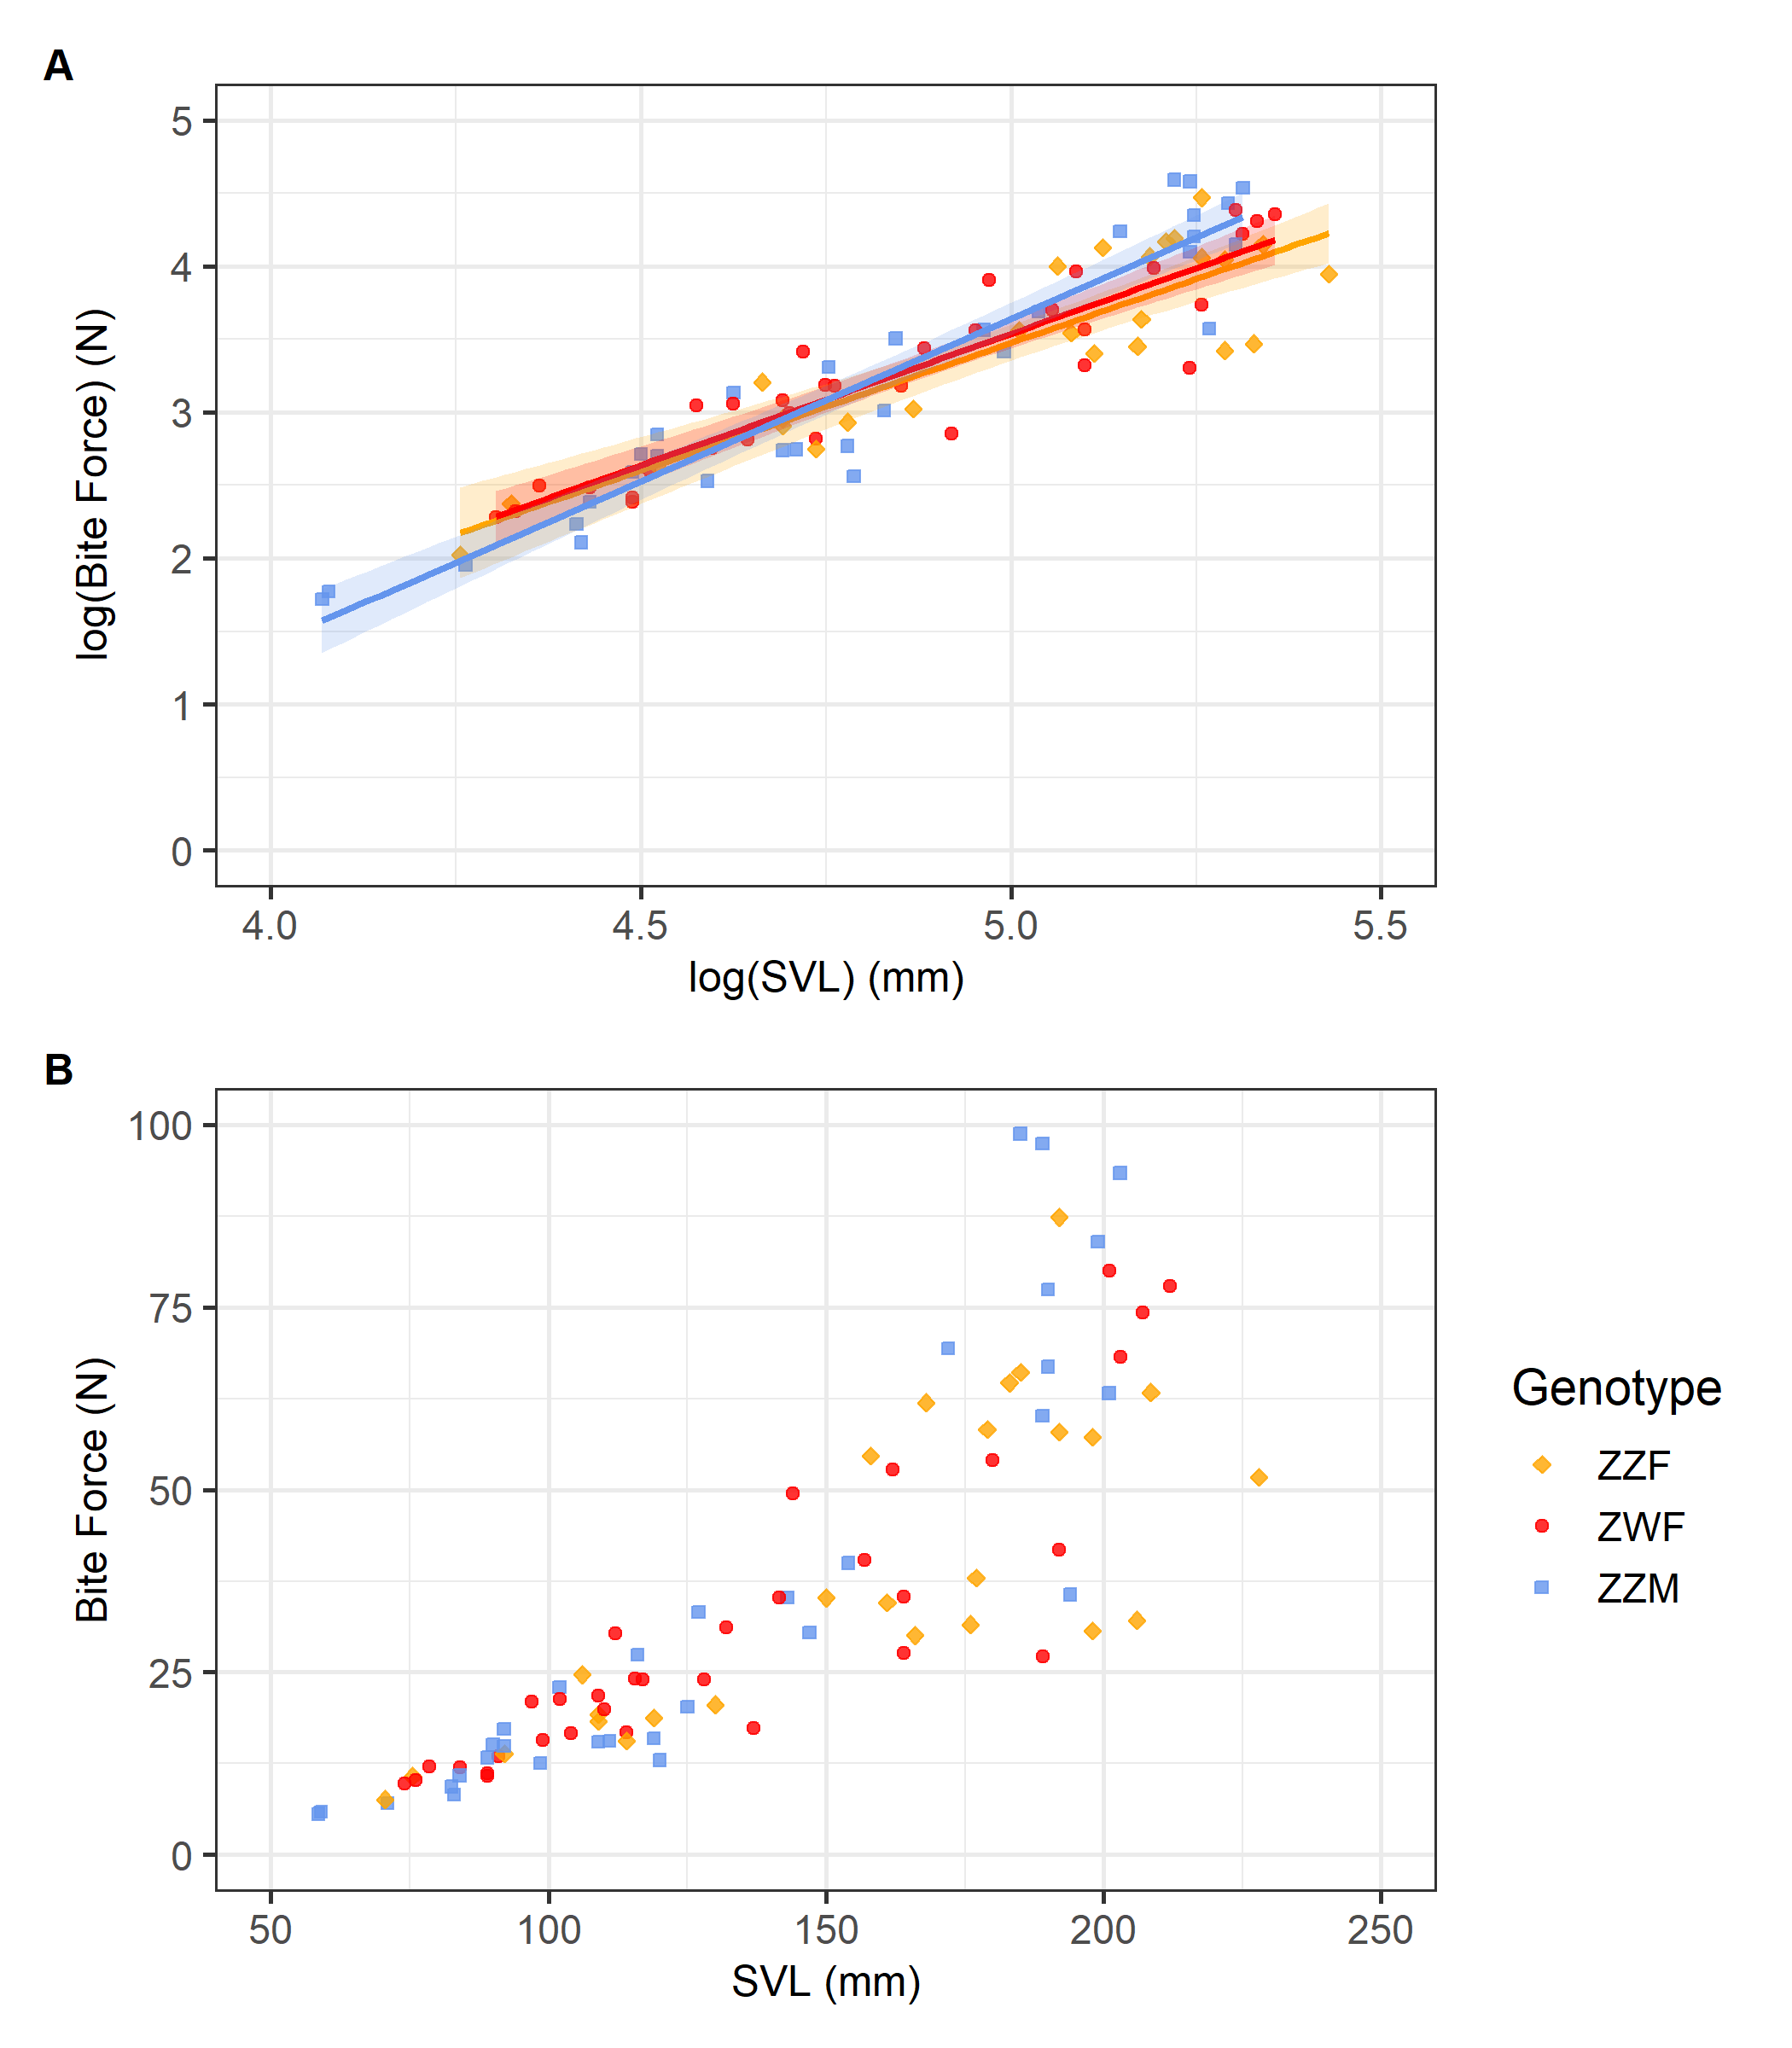 A
5
4
3
2
1
0
log(Bite Force) (N)
4.0 4.5 5.0 5.5
log(SVL) (mm)
B
100
75
50
25
0
Bite Force (N)
50 100 150 200 250
SVL (mm)
Genotype
ZZF
ZWF
ZZM